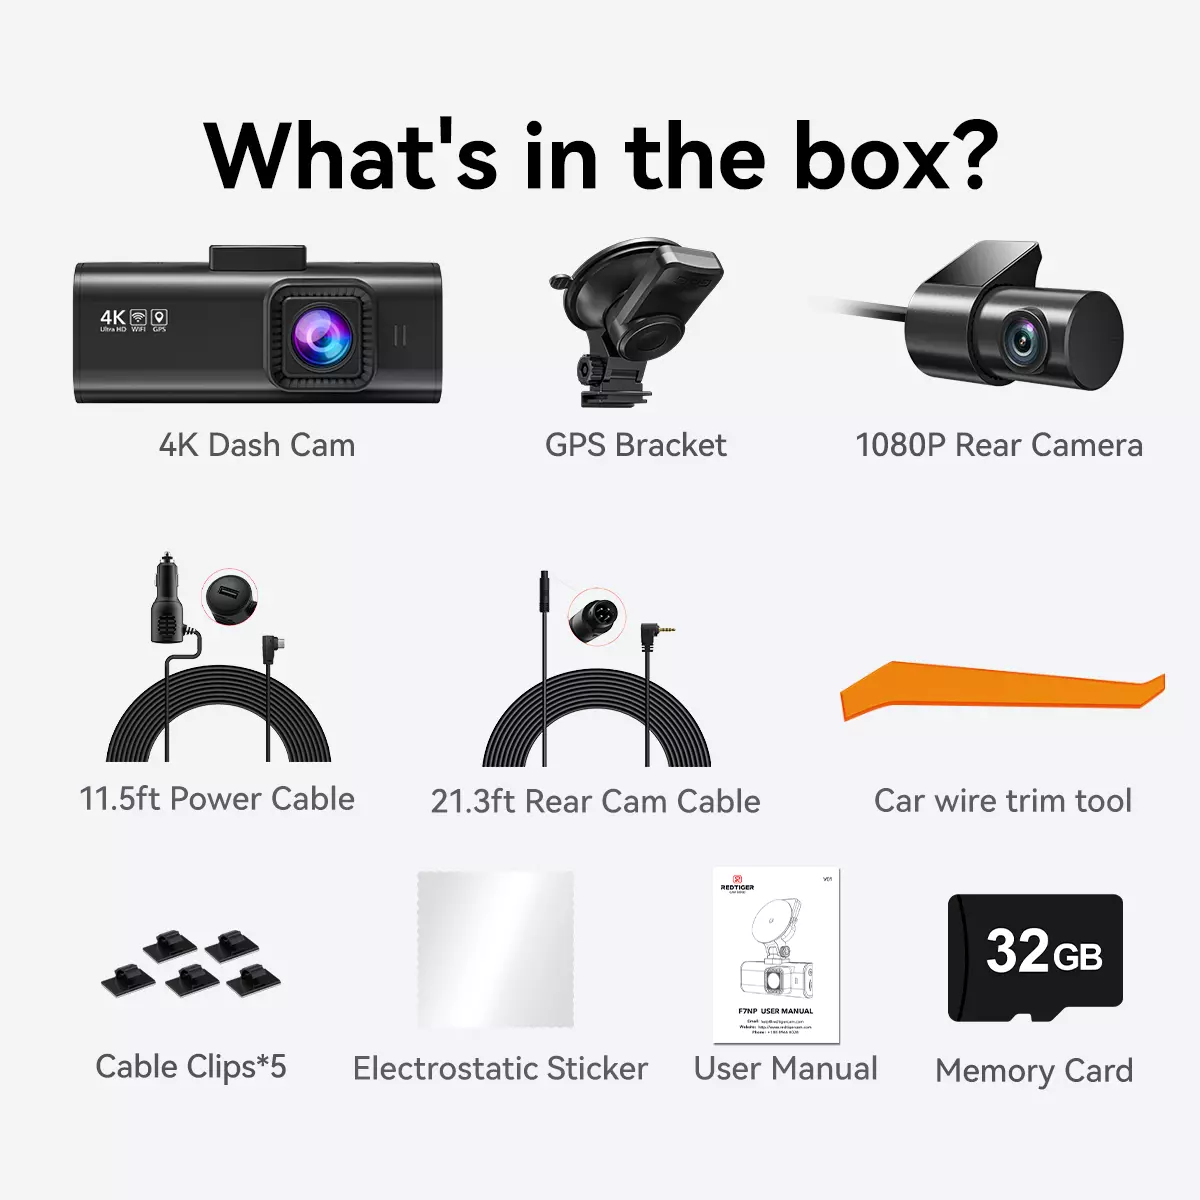 What's in the box?
4K
Ultra HD WiFi GPS
4K Dash Cam
GPS Bracket
1080P Rear Camera
11.5ft Power Cable
21.3ft Rear Cam Cable
Car wire trim tool
REDTIGER
V01
F7NP USER MANUAL
32GB
Cable Clips*5
Electrostatic Sticker
User Manual
Memory Card